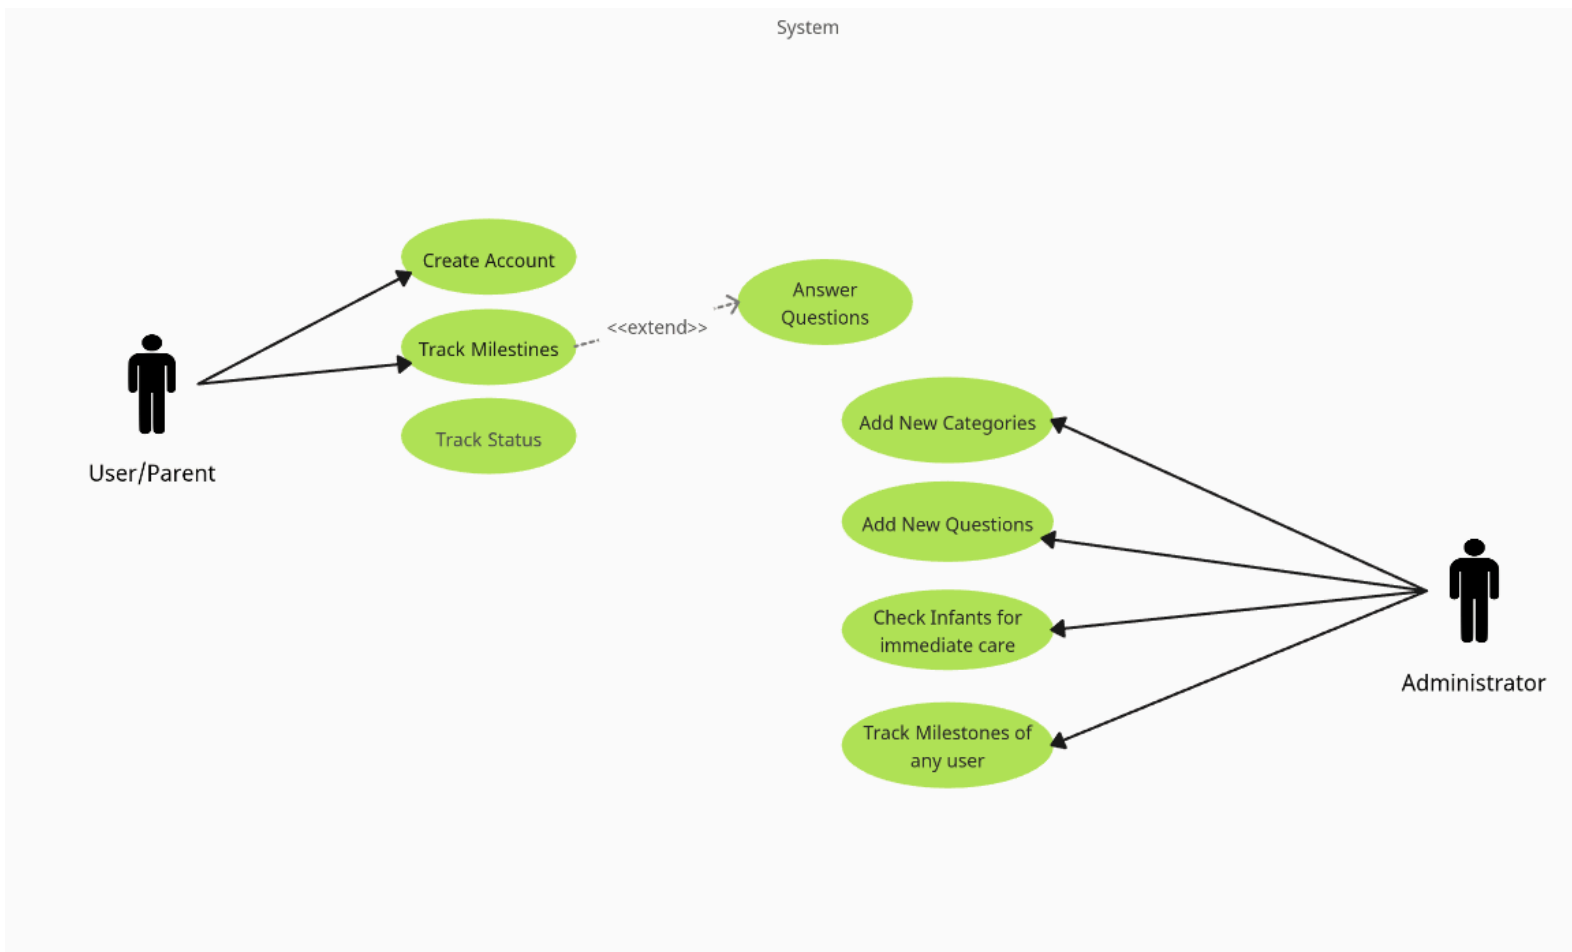 System
Create Account
Track Milestines
<<extend>>
Answer
Questions
Track Status
User/Parent
Add New Categories
Add New Questions
Check Infants for
immediate care
Track Milestones of
any user
Administrator